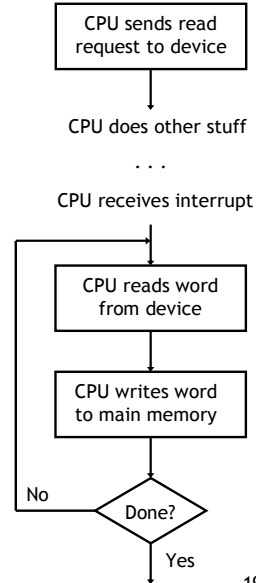 CPU sends read
request to device
CPU does other stuff
. . .
CPU receives interrupt
CPU reads word
from device
CPU writes word
to main memory
No
Done?
Yes